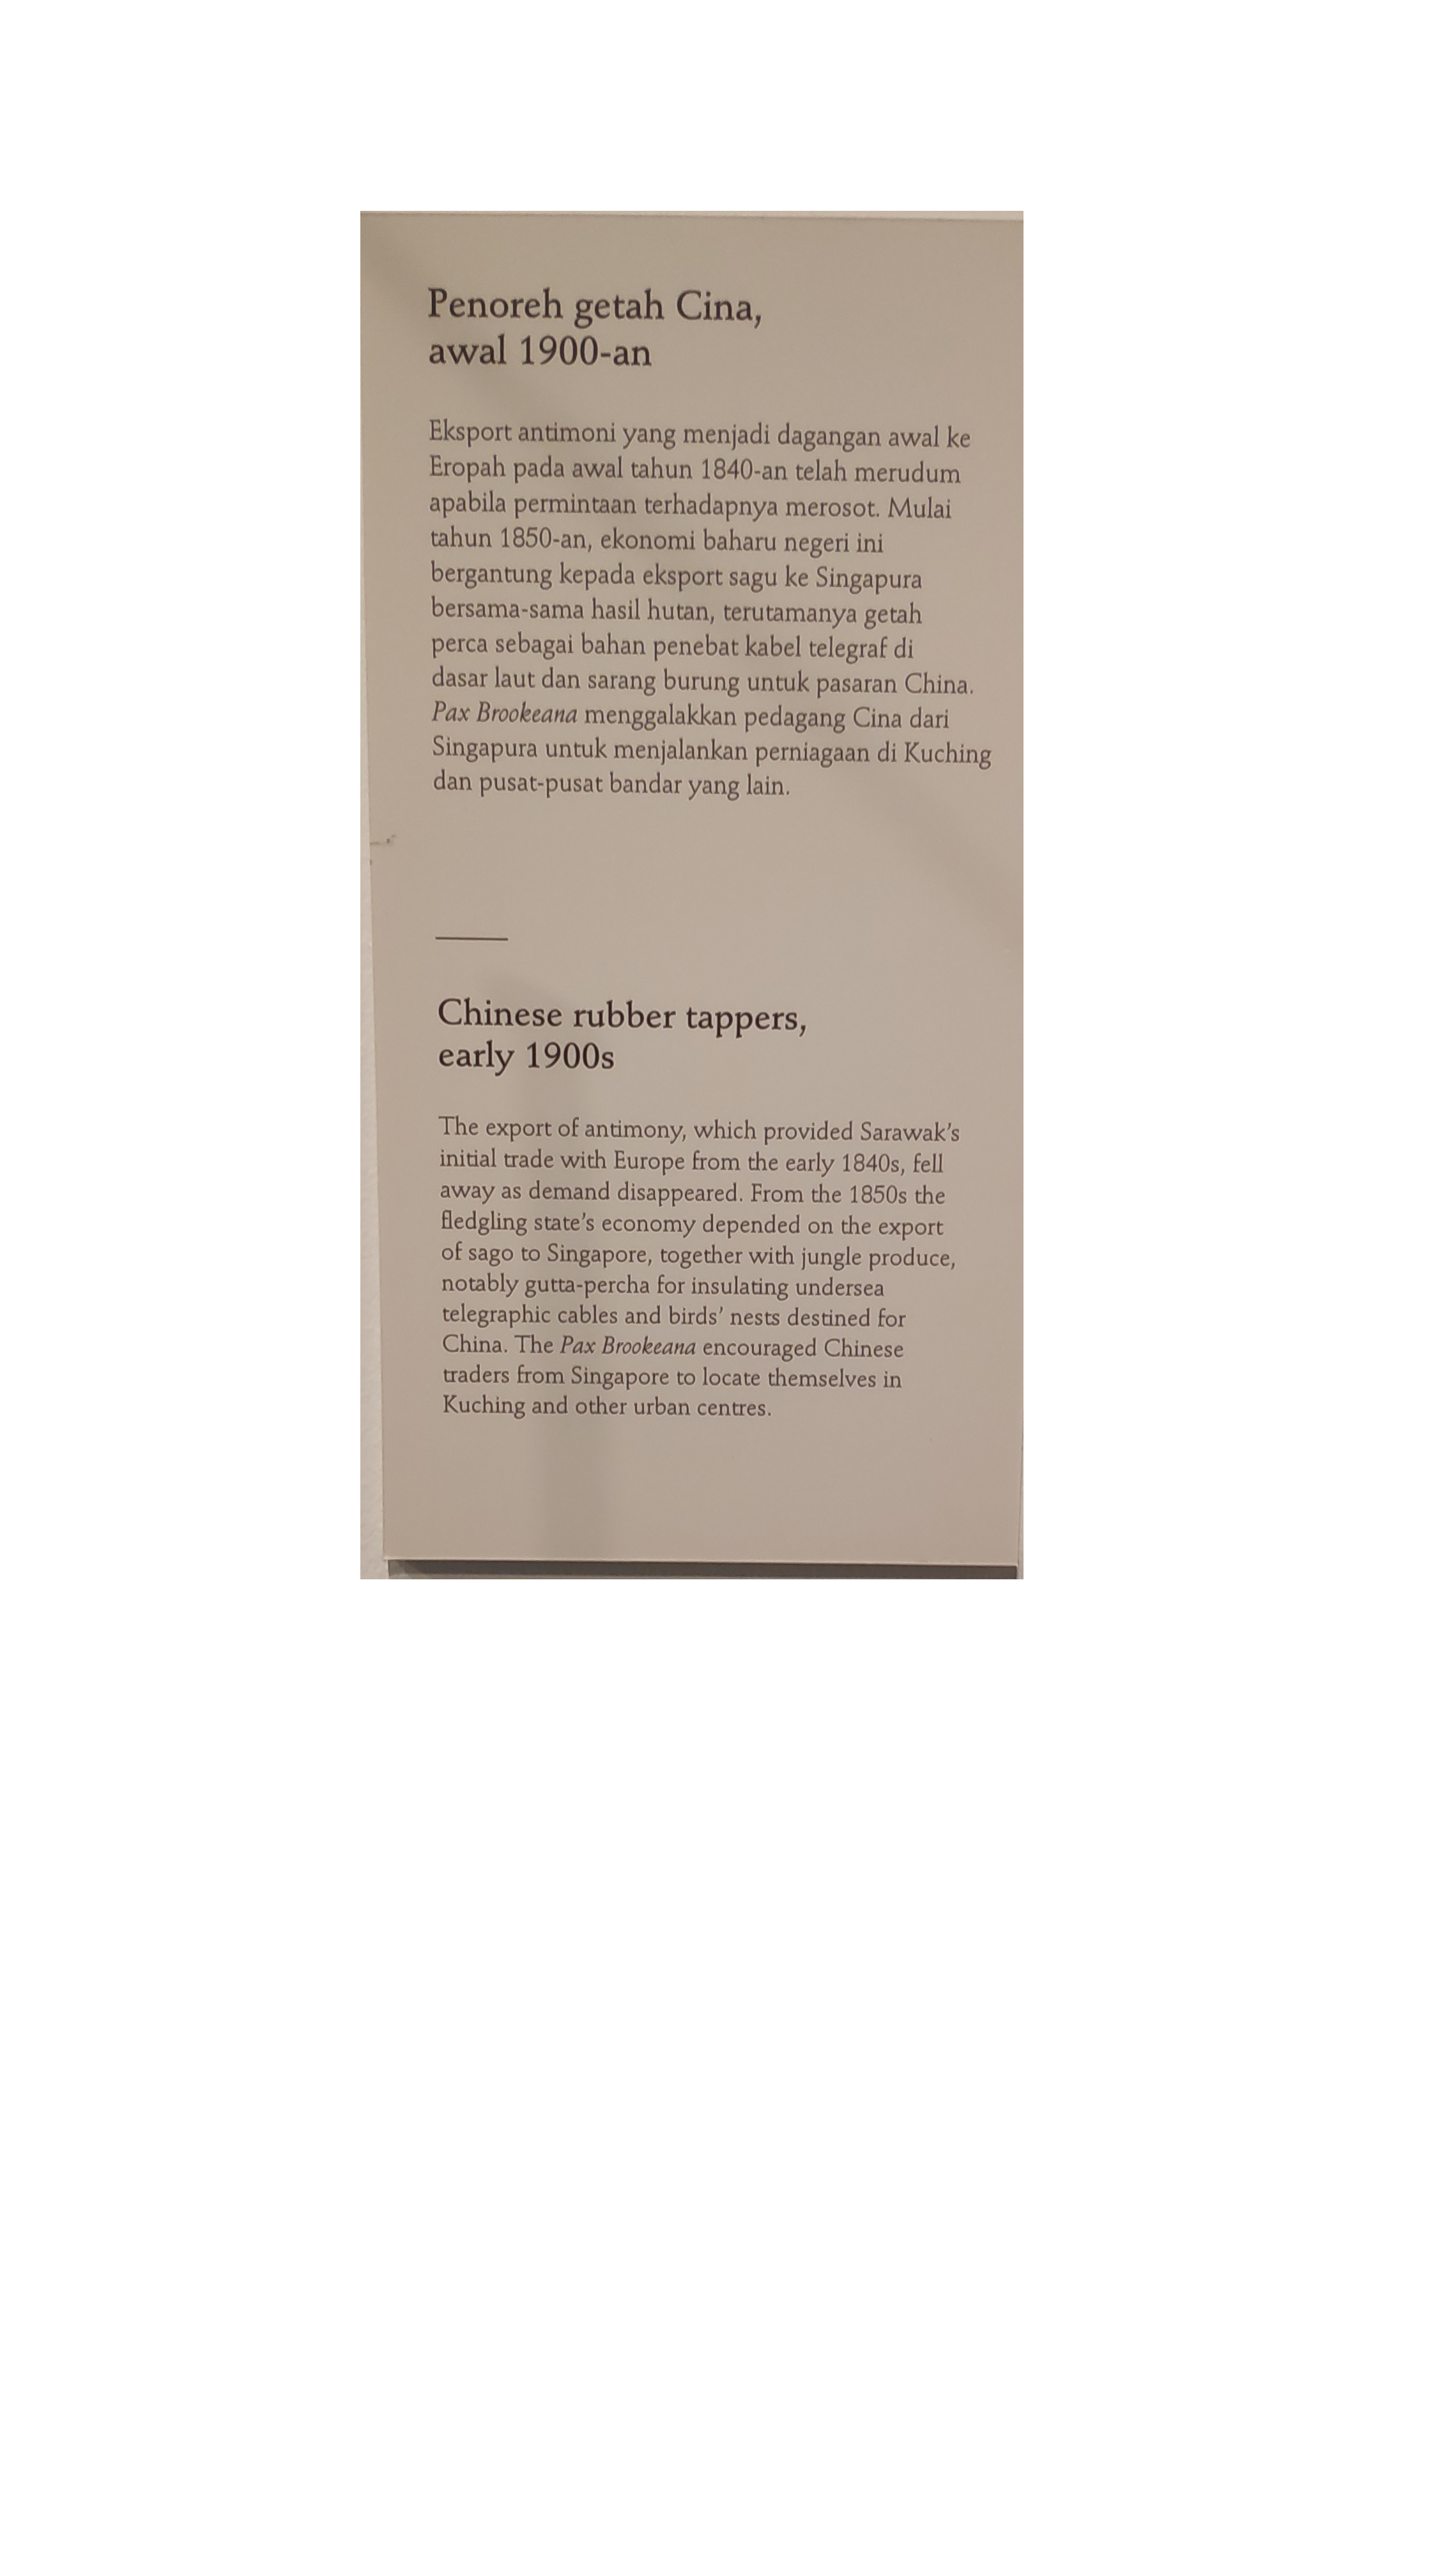 Penoreh getah Cina,
awal 1900-an
Eksport antimoni yang menjadi dagangan awal ke
Eropah pada awal tahun 1840-an telah merudum
apabila permintaan terhadapnya merosot. Mulai
tahun 1850-an, ekonomi baharu negeri ini
bergantung kepada eksport sagu ke Singapura
bersama-sama hasil hutan, terutamanya getah
perca sebagai bahan penebat kabel telegraf di
dasar laut dan sarang burung untuk pasaran China.
Pax Brookeana menggalakkan pedagang Cina dari
Singapura untuk menjalankan perniagaan di Kuching
dan pusat-pusat bandar yang lain.
Chinese rubber tappers,
early 1900s
The export of antimony, which provided Sarawak’s
initial trade with Europe from the early 1840s, fell
away as demand disappeared. From the 1850s the
fledgling state’s economy depended on the export
of sago to Singapore, together with jungle produce,
notably gutta-percha for insulating undersea
telegraphic cables and birds’ nests destined for
China. The Pax Brookeana encouraged Chinese
traders from Singapore to locate themselves in
Kuching and other urban centres.